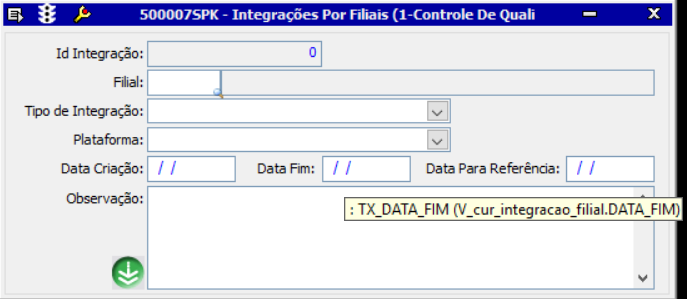 500007SPK - Integrações Por Filiais (1-Controle De Quali
Id Integração: 0
Filial:
Tipo de Integração:
Plataforma:
Data Criação: / / Data Fim: / / Data Para Referência: / /
Observação:
: TX_DATA_FIM (V_cur_integracao_filial.DATA_FIM)